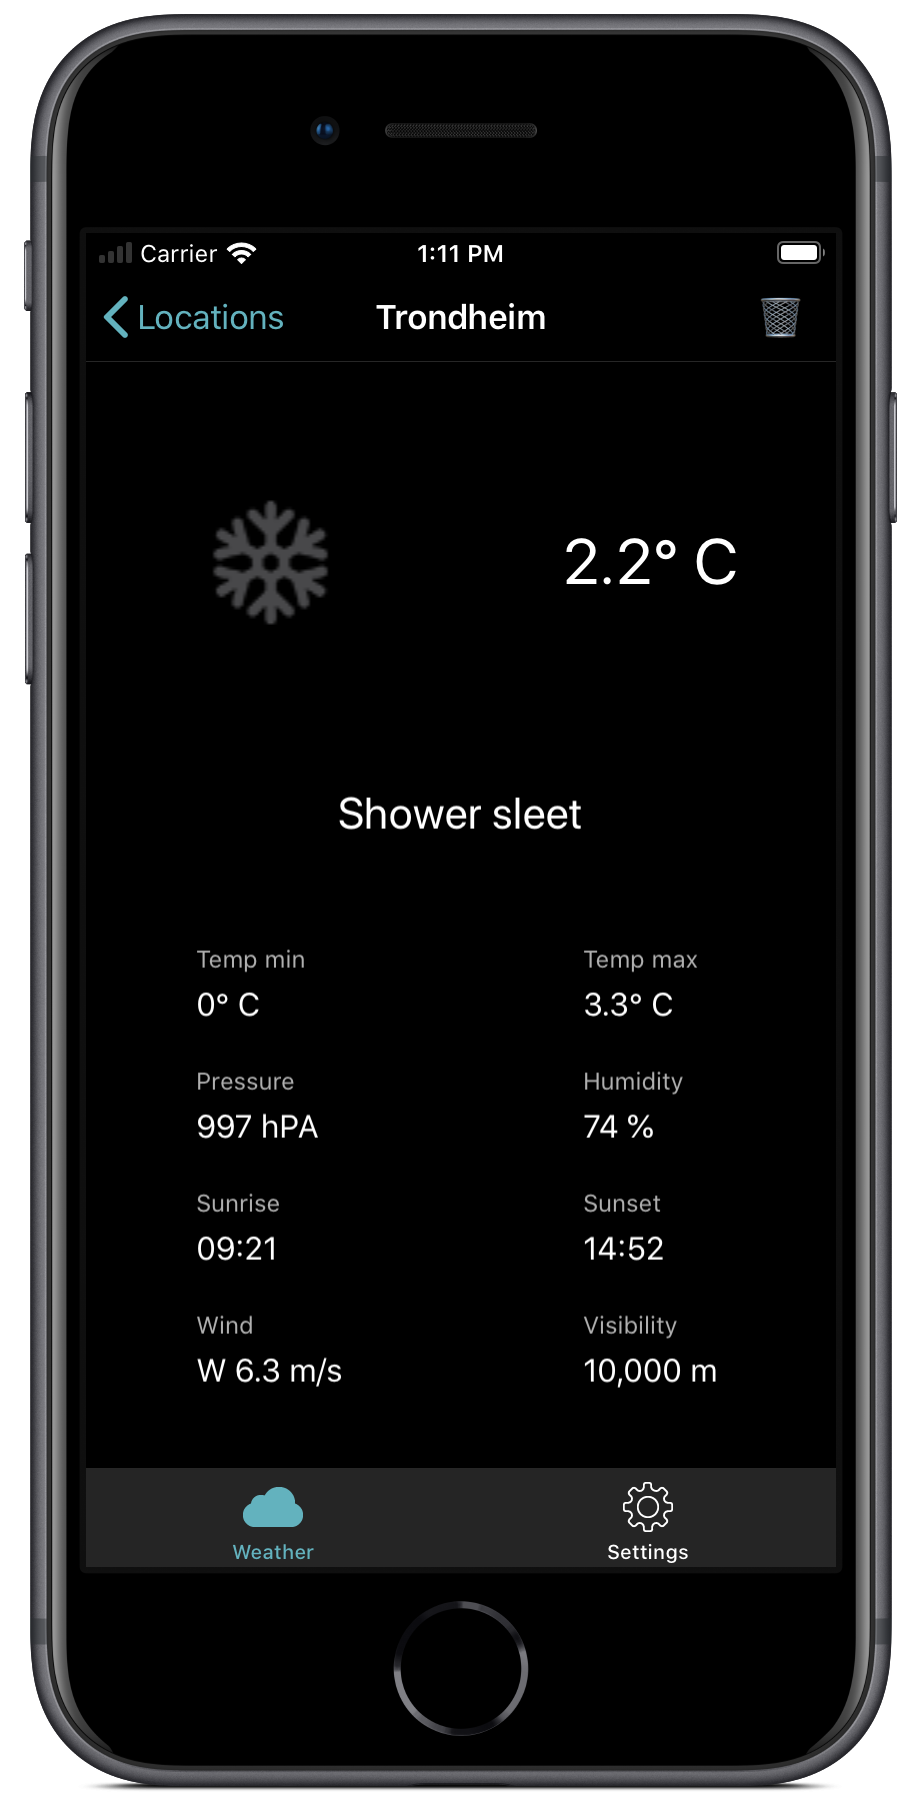 Carrier 1:11 PM
Locations Trondheim
2.2° C
Shower sleet
Temp min Temp max
0° C 3.3° C
Pressure Humidity
997 hPA 74 %
Sunrise Sunset
09:21 14:52
Wind Visibility
W 6.3 m/s 10,000 m
Weather Settings